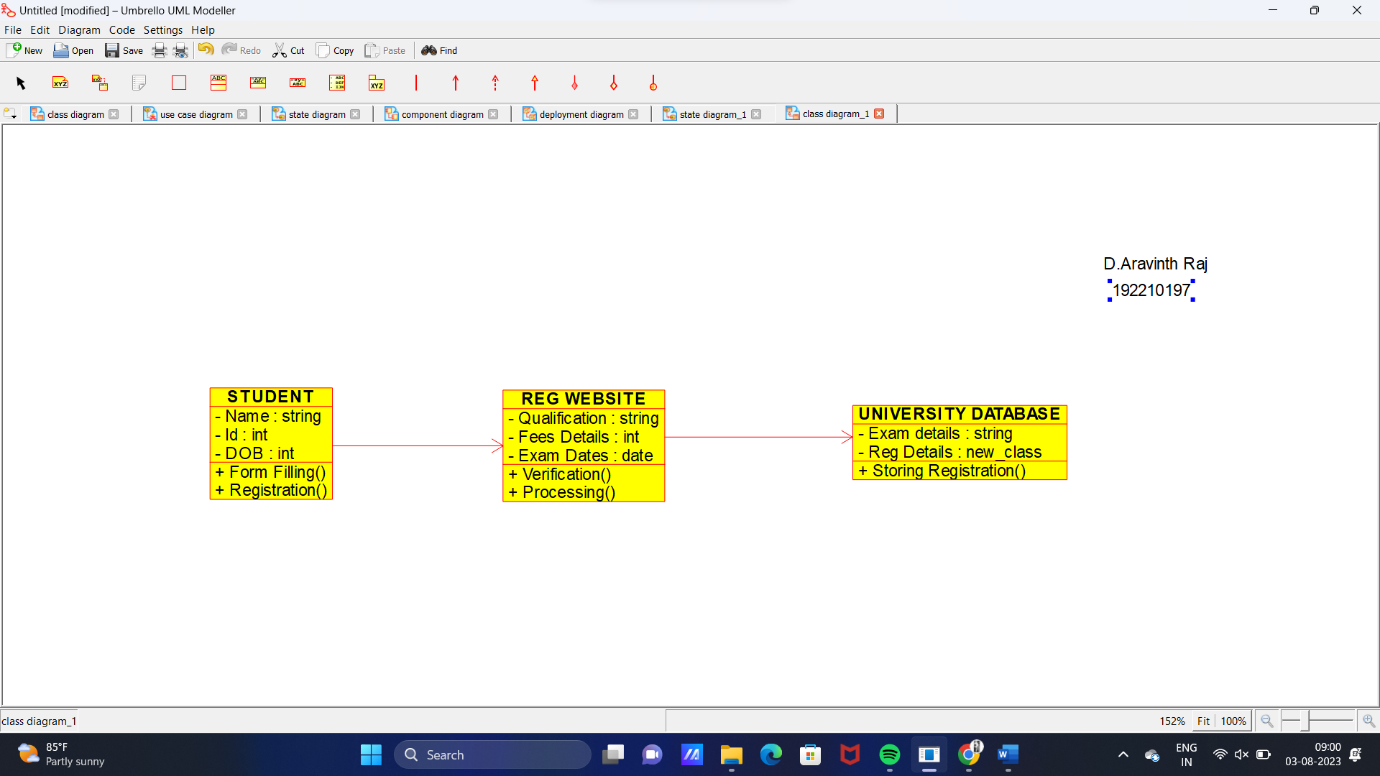 Untitled [modified] – Umbrello UML Modeller
File Edit Diagram Code Settings Help
New Open Save Redo Cut Copy Paste Find
class diagram use case diagram state diagram component diagram deployment diagram state diagram_1 class diagram_1
D.Aravinth Raj
192210197
STUDENT
- Name : string
- Id : int
- DOB : int
+ Form Filling()
+ Registration()
REG WEBSITE
- Qualification : string
- Fees Details : int
- Exam Dates : date
+ Verification()
+ Processing()
UNIVERSITY DATABASE
- Exam details : string
- Reg Details : new_class
+ Storing Registration()
class diagram_1 152% Fit 100%
85°F
Partly sunny
Search
ENG
IN
09:00
03-08-2023